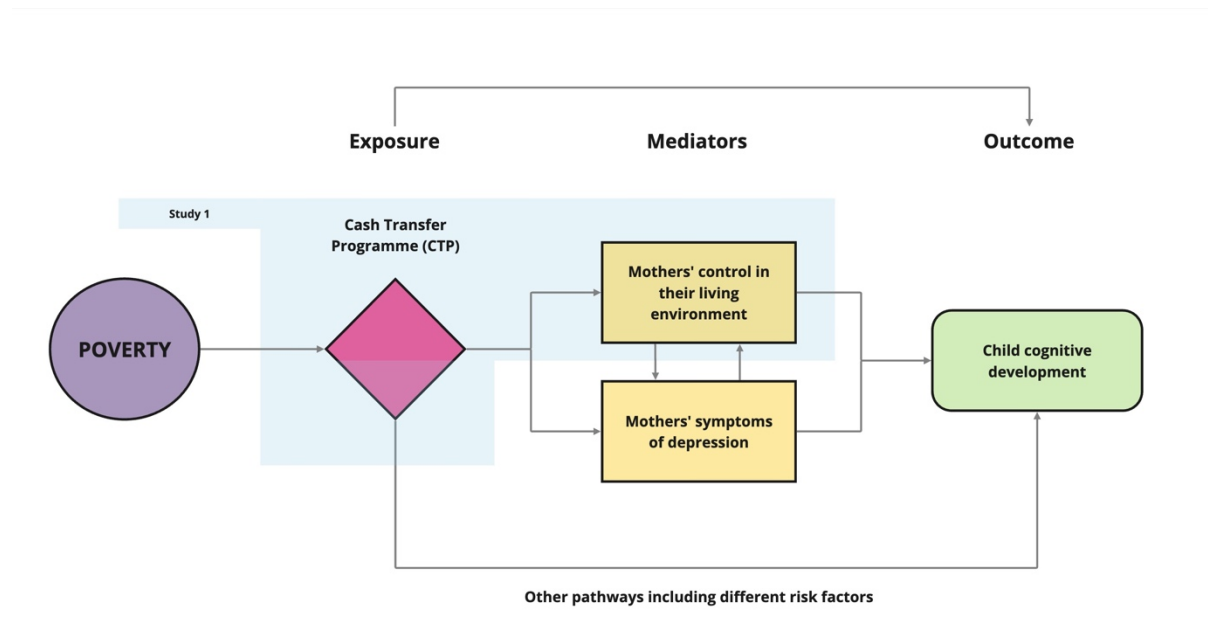 Exposure
Mediators
Outcome
Study 1
Cash Transfer
Programme (CTP)
POVERTY
Mothers' control in
their living
environment
Mothers' symptoms
of depression
Child cognitive
development
Other pathways including different risk factors